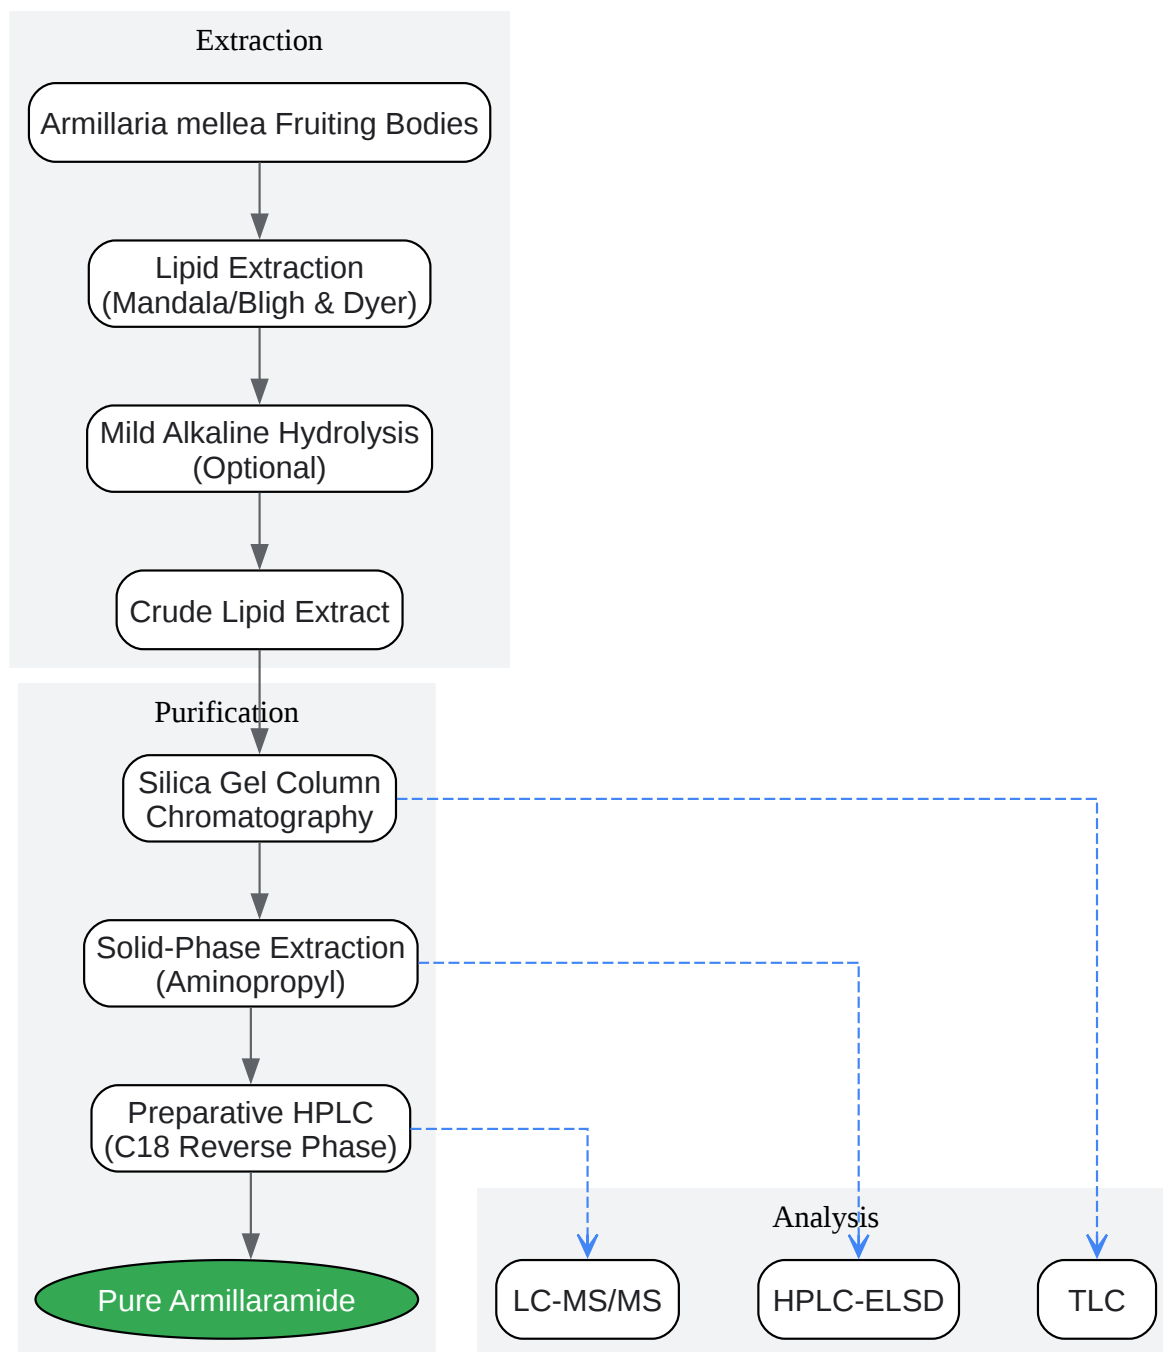 Extraction
Armillaria mellea Fruiting Bodies
Lipid Extraction
(Mandala/Bligh & Dyer)
Mild Alkaline Hydrolysis
(Optional)
Crude Lipid Extract
Purification
Silica Gel Column
Chromatography
Solid-Phase Extraction
(Aminopropyl)
Preparative HPLC
(C18 Reverse Phase)
Pure Armillaramide
Analysis
LC-MS/MS
HPLC-ELSD
TLC